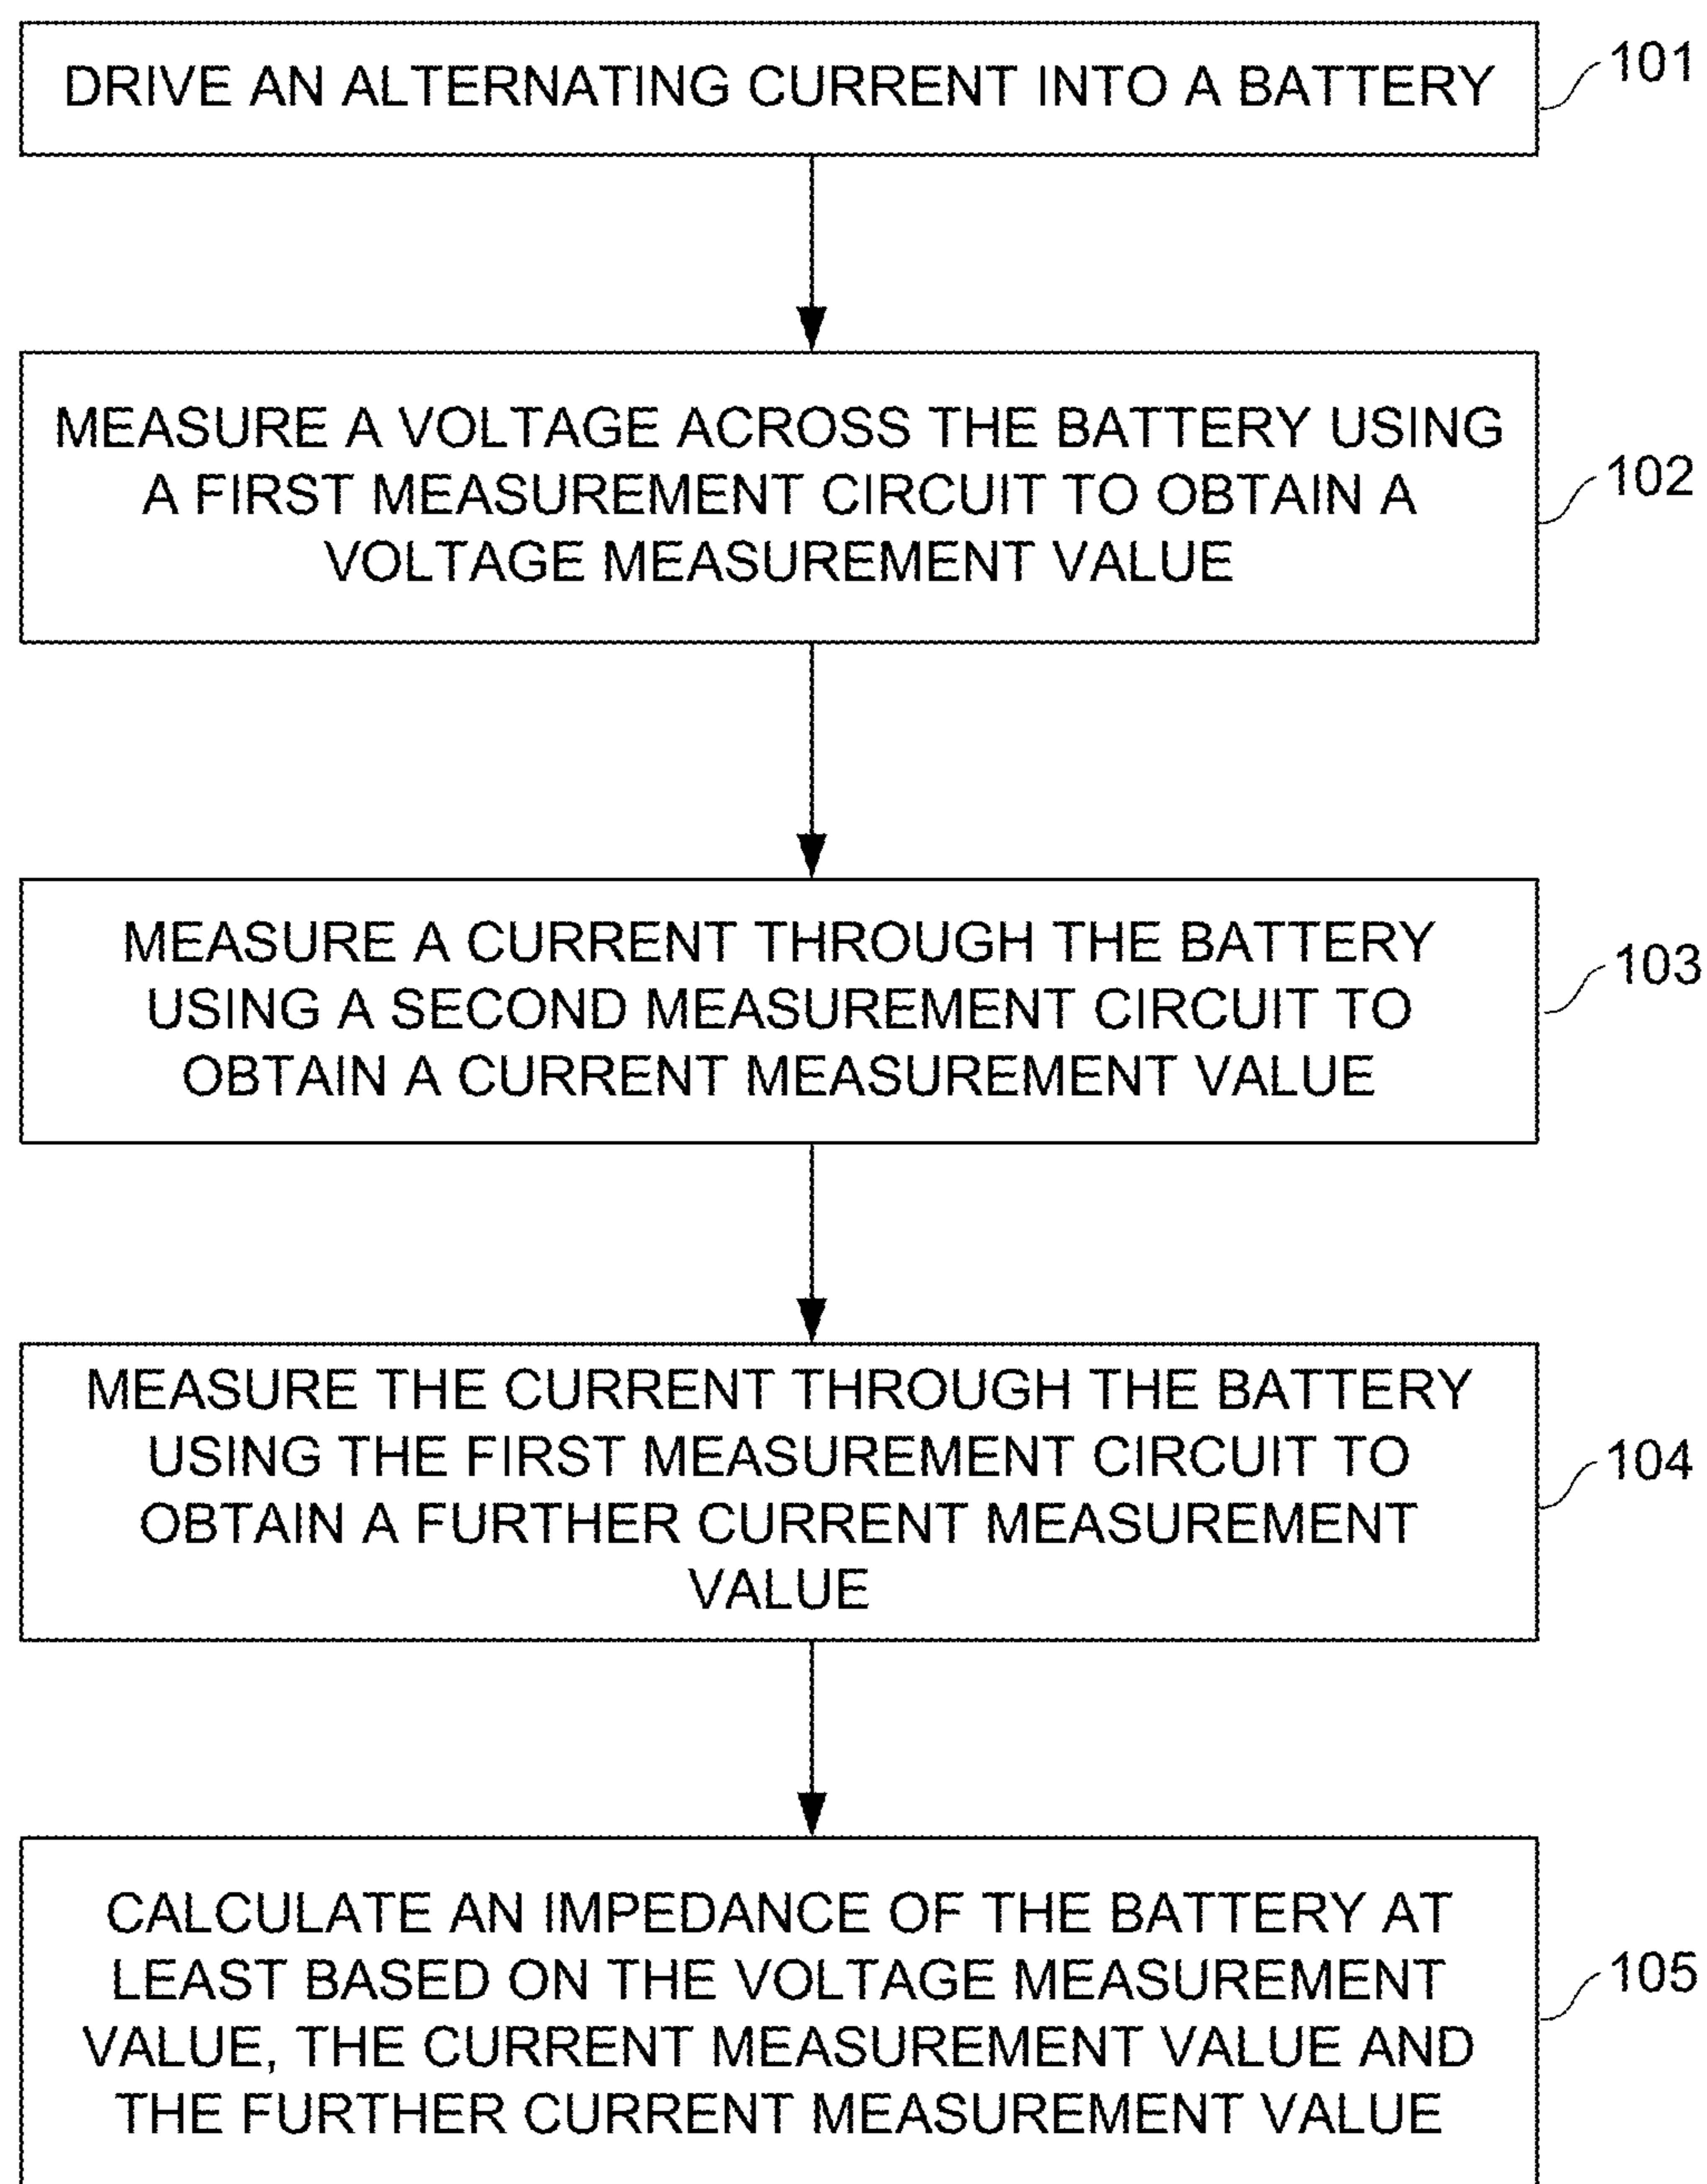 DRIVE AN ALTERNATING CURRENT INTO A BATTERY
101
MEASURE A VOLTAGE ACROSS THE BATTERY USING
A FIRST MEASUREMENT CIRCUIT TO OBTAIN A
VOLTAGE MEASUREMENT VALUE
102
MEASURE A CURRENT THROUGH THE BATTERY
USING A SECOND MEASUREMENT CIRCUIT TO
OBTAIN A CURRENT MEASUREMENT VALUE
103
MEASURE THE CURRENT THROUGH THE BATTERY
USING THE FIRST MEASUREMENT CIRCUIT TO
OBTAIN A FURTHER CURRENT MEASUREMENT
VALUE
104
CALCULATE AN IMPEDANCE OF THE BATTERY AT
LEAST BASED ON THE VOLTAGE MEASUREMENT
VALUE, THE CURRENT MEASUREMENT VALUE AND
THE FURTHER CURRENT MEASUREMENT VALUE
105